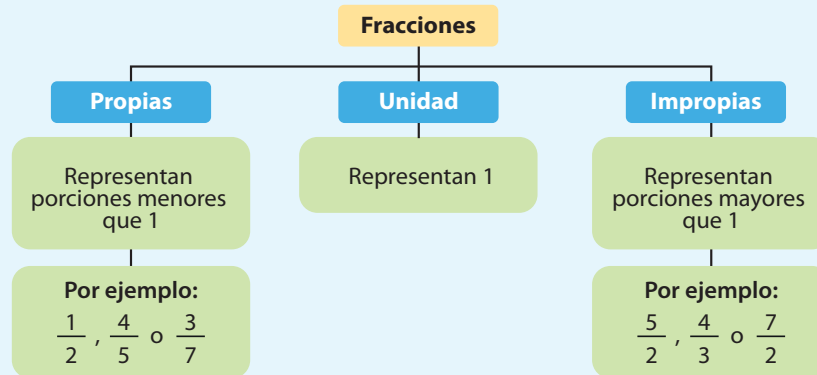 Fracciones
Propias
Unidad
Impropias
Representan
porciones menores
que 1
Representan 1
Representan
porciones mayores
que 1
Por ejemplo:
1/2 , 4/5 o 3/7
Por ejemplo:
5/2 , 4/3 o 7/2